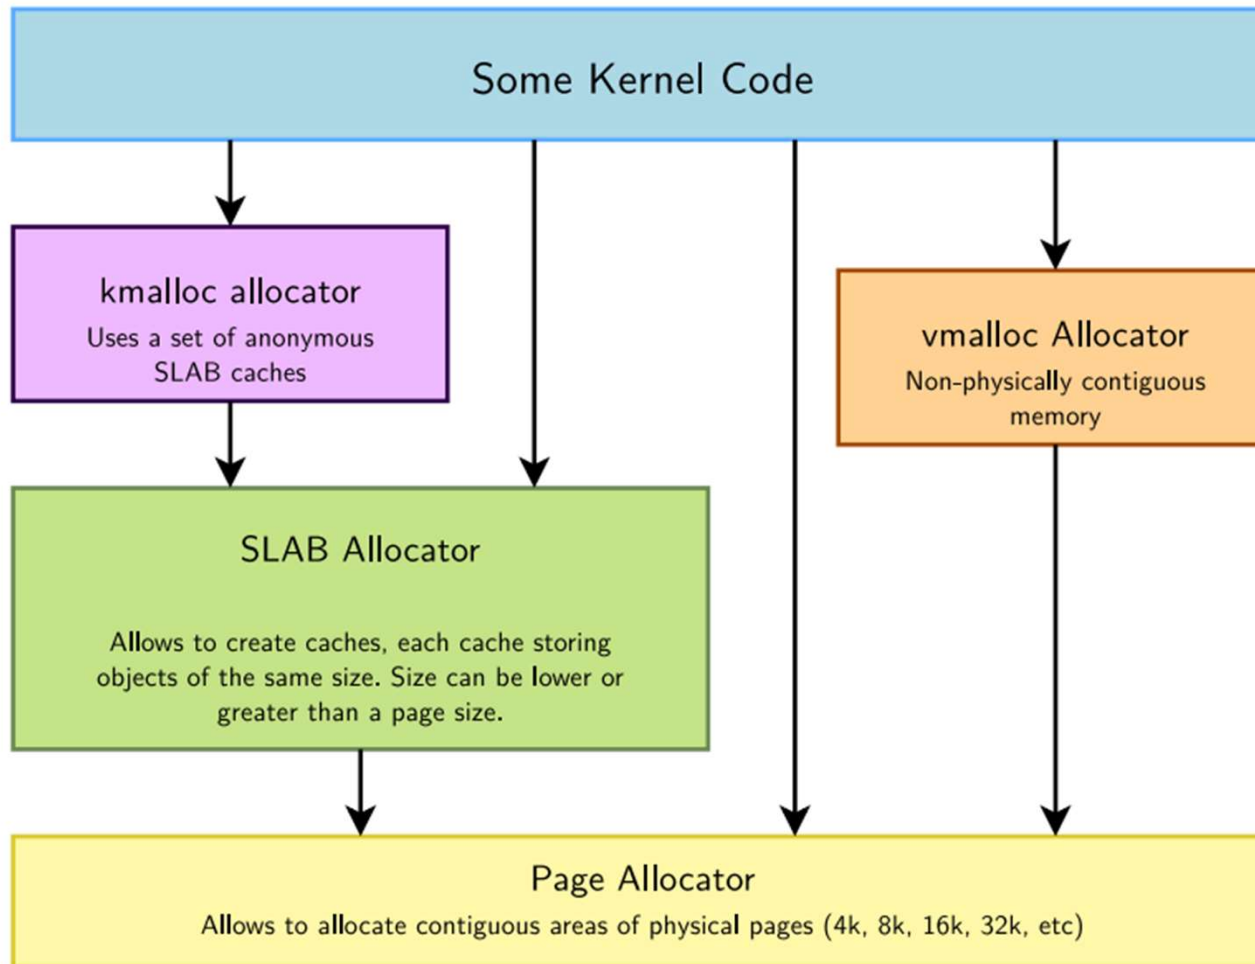 Some Kernel Code
kmalloc allocator
Uses a set of anonymous
SLAB caches
vmalloc Allocator
Non-physically contiguous
memory
SLAB Allocator
Allows to create caches, each cache storing
objects of the same size. Size can be lower or
greater than a page size.
Page Allocator
Allows to allocate contiguous areas of physical pages (4k, 8k, 16k, 32k, etc)